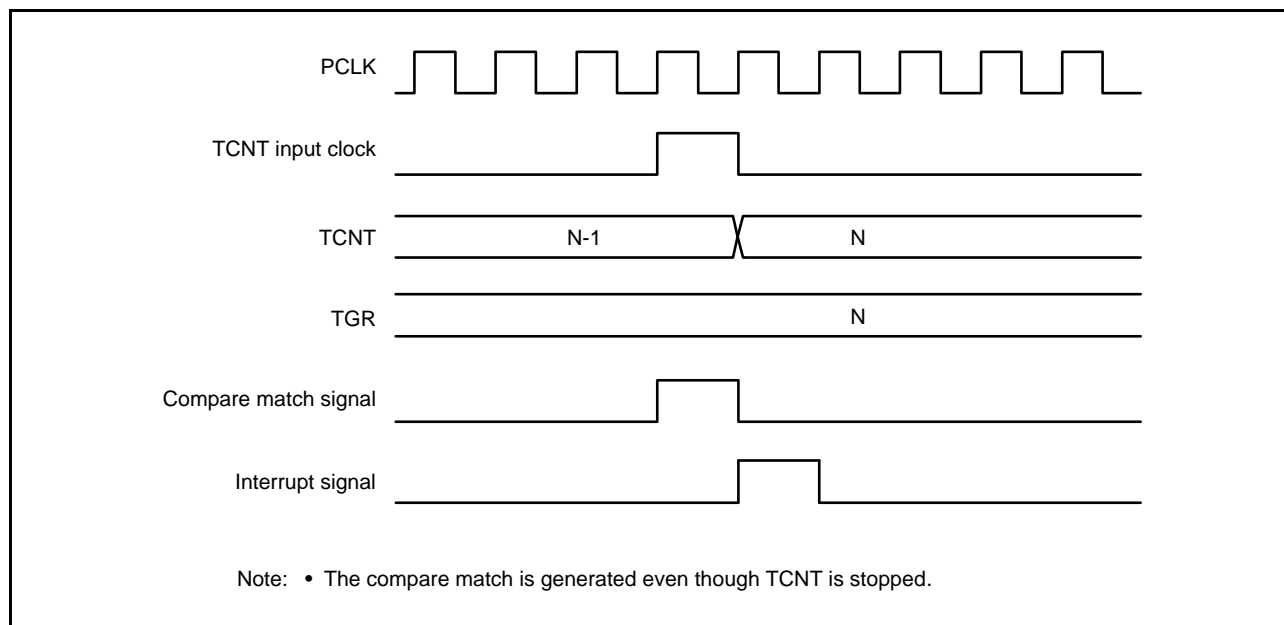 PCLK
TCNT input clock
TCNT
N-1
N
TGR
N
Compare match signal
Interrupt signal
Note: • The compare match is generated even though TCNT is stopped.